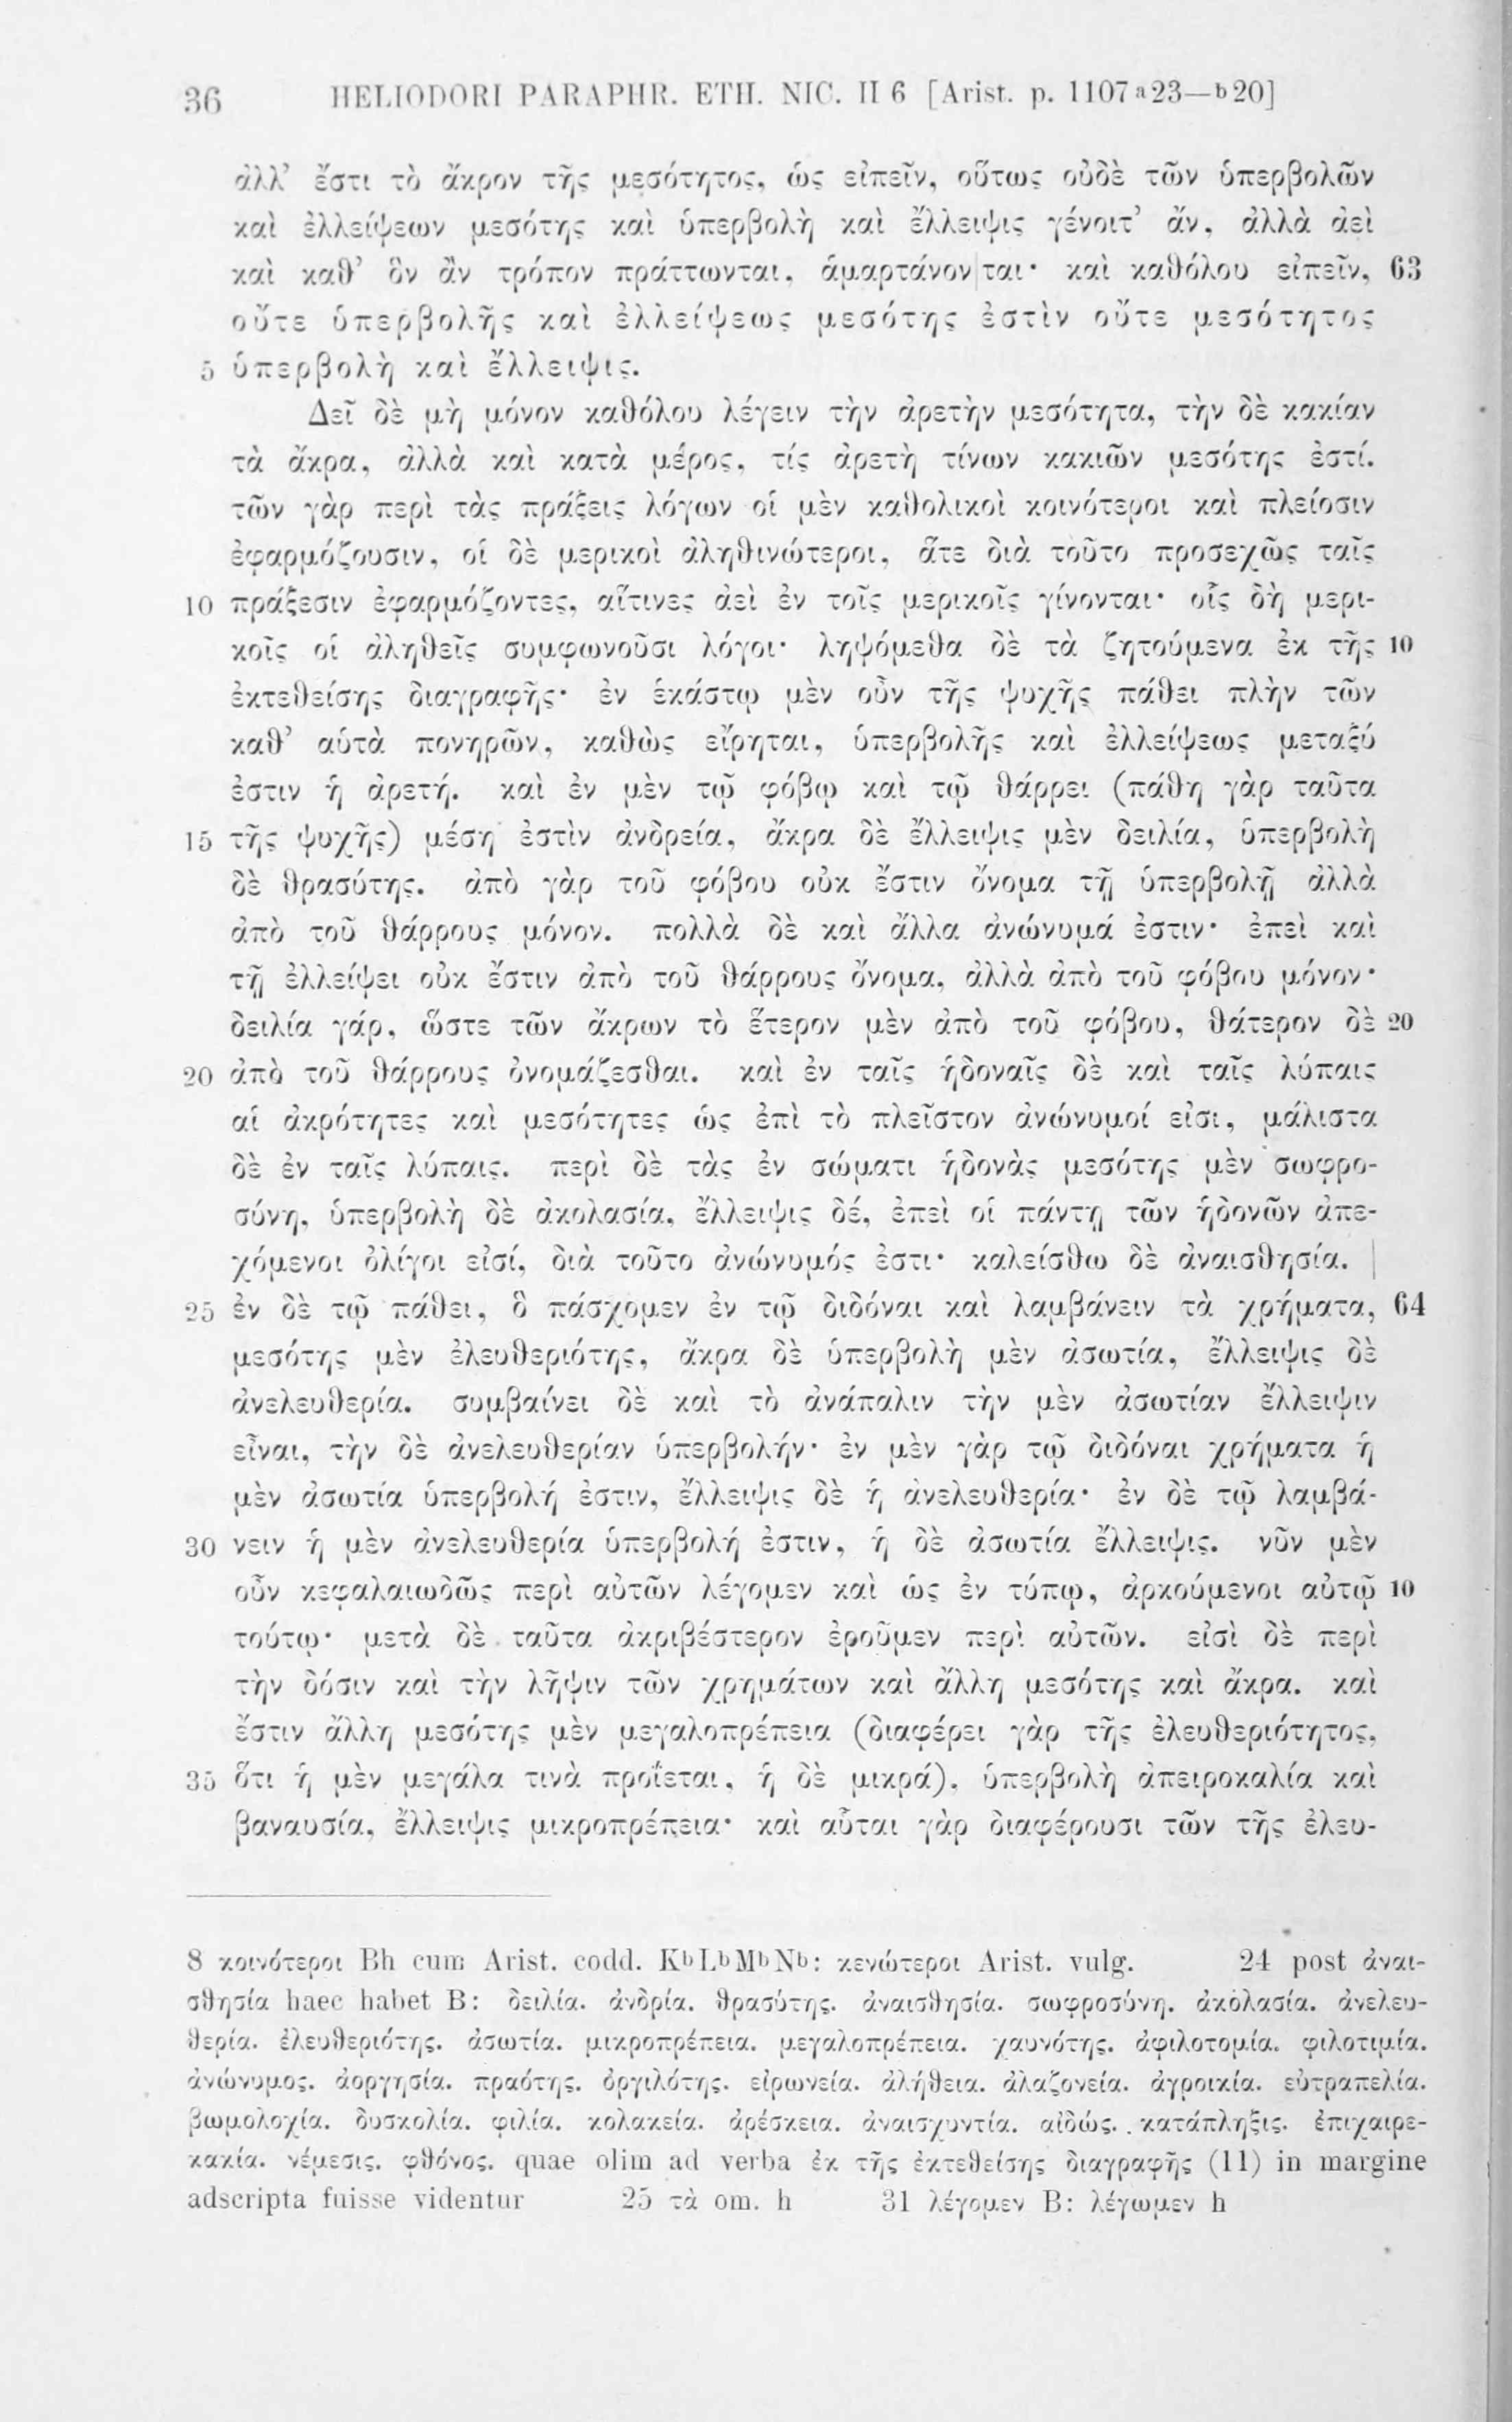 36 HELIODORI PARAPHR. ETH. NIC. II 6 [Arist. p. 1107 a 23—b 20]
ἀλλ’ ἔστι τὸ ἄκρον τῆς μεσότητος, ὡς εἰπεῖν, οὕτως οὐδὲ τῶν ὑπερβολῶν
καὶ ἐλλείψεων μεσότης καὶ ὑπερβολὴ καὶ ἔλλειψις γένοιτ’ ἄν, ἀλλὰ ἀεὶ
καὶ καθ’ ὃν ἂν τρόπον πράττωνται, ἁμαρτάνον|ται· καὶ καθόλου εἰπεῖν, 63
οὔτε ὑπερβολῆς καὶ ἐλλείψεως μεσότης ἐστὶν οὔτε μεσότητος
5 ὑπερβολὴ καὶ ἔλλειψις.
Δεῖ δὲ μὴ μόνον καθόλου λέγειν τὴν ἀρετὴν μεσότητα, τὴν δὲ κακίαν
τὰ ἄκρα, ἀλλὰ καὶ κατὰ μέρος, τίς ἀρετὴ τίνων κακιῶν μεσότης ἐστί.
τῶν γὰρ περὶ τὰς πράξεις λόγων οἱ μὲν καθολικοὶ κοινότεροι καὶ πλείοσιν
ἐφαρμόζουσιν, οἱ δὲ μερικοὶ ἀληθινώτεροι, ἅτε διὰ τοῦτο προσεχῶς ταῖς
10 πράξεσιν ἐφαρμόζοντες, αἵτινες ἀεὶ ἐν τοῖς μερικοῖς γίνονται· οἷς δὴ μερι-
κοῖς οἱ ἀληθεῖς συμφωνοῦσι λόγοι· ληψόμεθα δὲ τὰ ζητούμενα ἐκ τῆς 10
ἐκτεθείσης διαγραφῆς· ἐν ἑκάστῳ μὲν οὖν τῆς ψυχῆς πάθει πλὴν τῶν
καθ’ αὑτὰ πονηρῶν, καθὼς εἴρηται, ὑπερβολῆς καὶ ἐλλείψεως μεταξύ
ἐστιν ἡ ἀρετή. καὶ ἐν μὲν τῷ φόβῳ καὶ τῷ θάρρει (πάθη γὰρ ταῦτα
15 τῆς ψυχῆς) μέση ἐστὶν ἀνδρεία, ἄκρα δὲ ἔλλειψις μὲν δειλία, ὑπερβολὴ
δὲ θρασύτης. ἀπὸ γὰρ τοῦ φόβου οὐκ ἔστιν ὄνομα τῇ ὑπερβολῇ ἀλλὰ
ἀπὸ τοῦ θάρρους μόνον. πολλὰ δὲ καὶ ἄλλα ἀνώνυμά ἐστιν· ἐπεὶ καὶ
τῇ ἐλλείψει οὐκ ἔστιν ἀπὸ τοῦ θάρρους ὄνομα, ἀλλὰ ἀπὸ τοῦ φόβου μόνον·
δειλία γάρ, ὥστε τῶν ἄκρων τὸ ἕτερον μὲν ἀπὸ τοῦ φόβου, θάτερον δὲ 20
20 ἀπὸ τοῦ θάρρους ὀνομάζεσθαι. καὶ ἐν ταῖς ἡδοναῖς δὲ καὶ ταῖς λύπαις
αἱ ἀκρότητες καὶ μεσότητες ὡς ἐπὶ τὸ πλεῖστον ἀνώνυμοί εἰσι, μάλιστα
δὲ ἐν ταῖς λύπαις. περὶ δὲ τὰς ἐν σώματι ἡδονὰς μεσότης μὲν σωφρο-
σύνη, ὑπερβολὴ δὲ ἀκολασία, ἔλλειψις δέ, ἐπεὶ οἱ πάντῃ τῶν ἡδονῶν ἀπε-
χόμενοι ὀλίγοι εἰσί, διὰ τοῦτο ἀνώνυμός ἐστι· καλείσθω δὲ ἀναισθησία. |
25 ἐν δὲ τῷ πάθει, ὃ πάσχομεν ἐν τῷ διδόναι καὶ λαμβάνειν τὰ χρήματα, 64
μεσότης μὲν ἐλευθεριότης, ἄκρα δὲ ὑπερβολὴ μὲν ἀσωτία, ἔλλειψις δὲ
ἀνελευθερία. συμβαίνει δὲ καὶ τὸ ἀνάπαλιν τὴν μὲν ἀσωτίαν ἔλλειψιν
εἶναι, τὴν δὲ ἀνελευθερίαν ὑπερβολήν· ἐν μὲν γὰρ τῷ διδόναι χρήματα ἡ
μὲν ἀσωτία ὑπερβολή ἐστιν, ἔλλειψις δὲ ἡ ἀνελευθερία· ἐν δὲ τῷ λαμβά-
30 νειν ἡ μὲν ἀνελευθερία ὑπερβολή ἐστιν, ἡ δὲ ἀσωτία ἔλλειψις. νῦν μὲν
οὖν κεφαλαιωδῶς περὶ αὐτῶν λέγομεν καὶ ὡς ἐν τύπῳ, ἀρκούμενοι αὐτῷ 10
τούτῳ· μετὰ δὲ ταῦτα ἀκριβέστερον ἐροῦμεν περὶ αὐτῶν. εἰσὶ δὲ περὶ
τὴν δόσιν καὶ τὴν λῆψιν τῶν χρημάτων καὶ ἄλλη μεσότης καὶ ἄκρα. καὶ
ἔστιν ἄλλη μεσότης μὲν μεγαλοπρέπεια (διαφέρει γὰρ τῆς ἐλευθεριότητος,
35 ὅτι ἡ μὲν μεγάλα τινὰ προΐεται, ἡ δὲ μικρά), ὑπερβολὴ ἀπειροκαλία καὶ
βαναυσία, ἔλλειψις μικροπρέπεια· καὶ αὗται γὰρ διαφέρουσι τῶν τῆς ἐλευ-
8 κοινότεροι Bh cum Arist. codd. KbLbMbNb: κενώτεροι Arist. vulg. 24 post ἀναι-
σθησία haec habet B: δειλία. ἀνδρία. θρασύτης. ἀναισθησία. σωφροσύνη. ἀκολασία. ἀνελευ-
θερία. ἐλευθεριότης. ἀσωτία. μικροπρέπεια. μεγαλοπρέπεια. χαυνότης. ἀφιλοτομία. φιλοτιμία.
ἀνώνυμος. ἀοργησία. πραότης. ὀργιλότης. εἰρωνεία. ἀλήθεια. ἀλαζονεία. ἀγροικία. εὐτραπελία.
βωμολοχία. δυσκολία. φιλία. κολακεία. ἀρέσκεια. ἀναισχυντία. αἰδώς. κατάπληξις. ἐπιχαιρε-
κακία. νέμεσις. φθόνος. quae olim ad verba ἐκ τῆς ἐκτεθείσης διαγραφῆς (11) in margine
adscripta fuisse videntur 25 τὰ om. h 31 λέγομεν B: λέγωμεν h